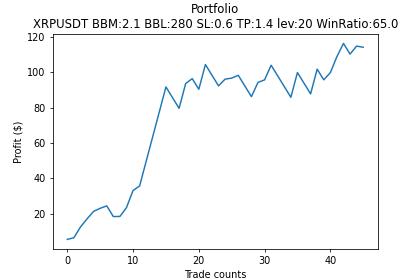 Portfolio
XRPUSDT BBM:2.1 BBL:280 SL:0.6 TP:1.4 lev:20 WinRatio:65.0
120
100
80
60
40
20
Profit ($)
0 10 20 30 40
Trade counts